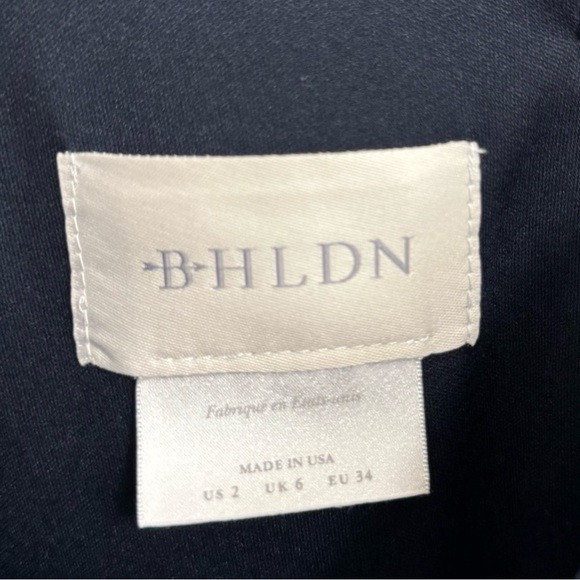 BHLDN
Fabriqué en États-Unis
MADE IN USA
US 2 UK 6 EU 34